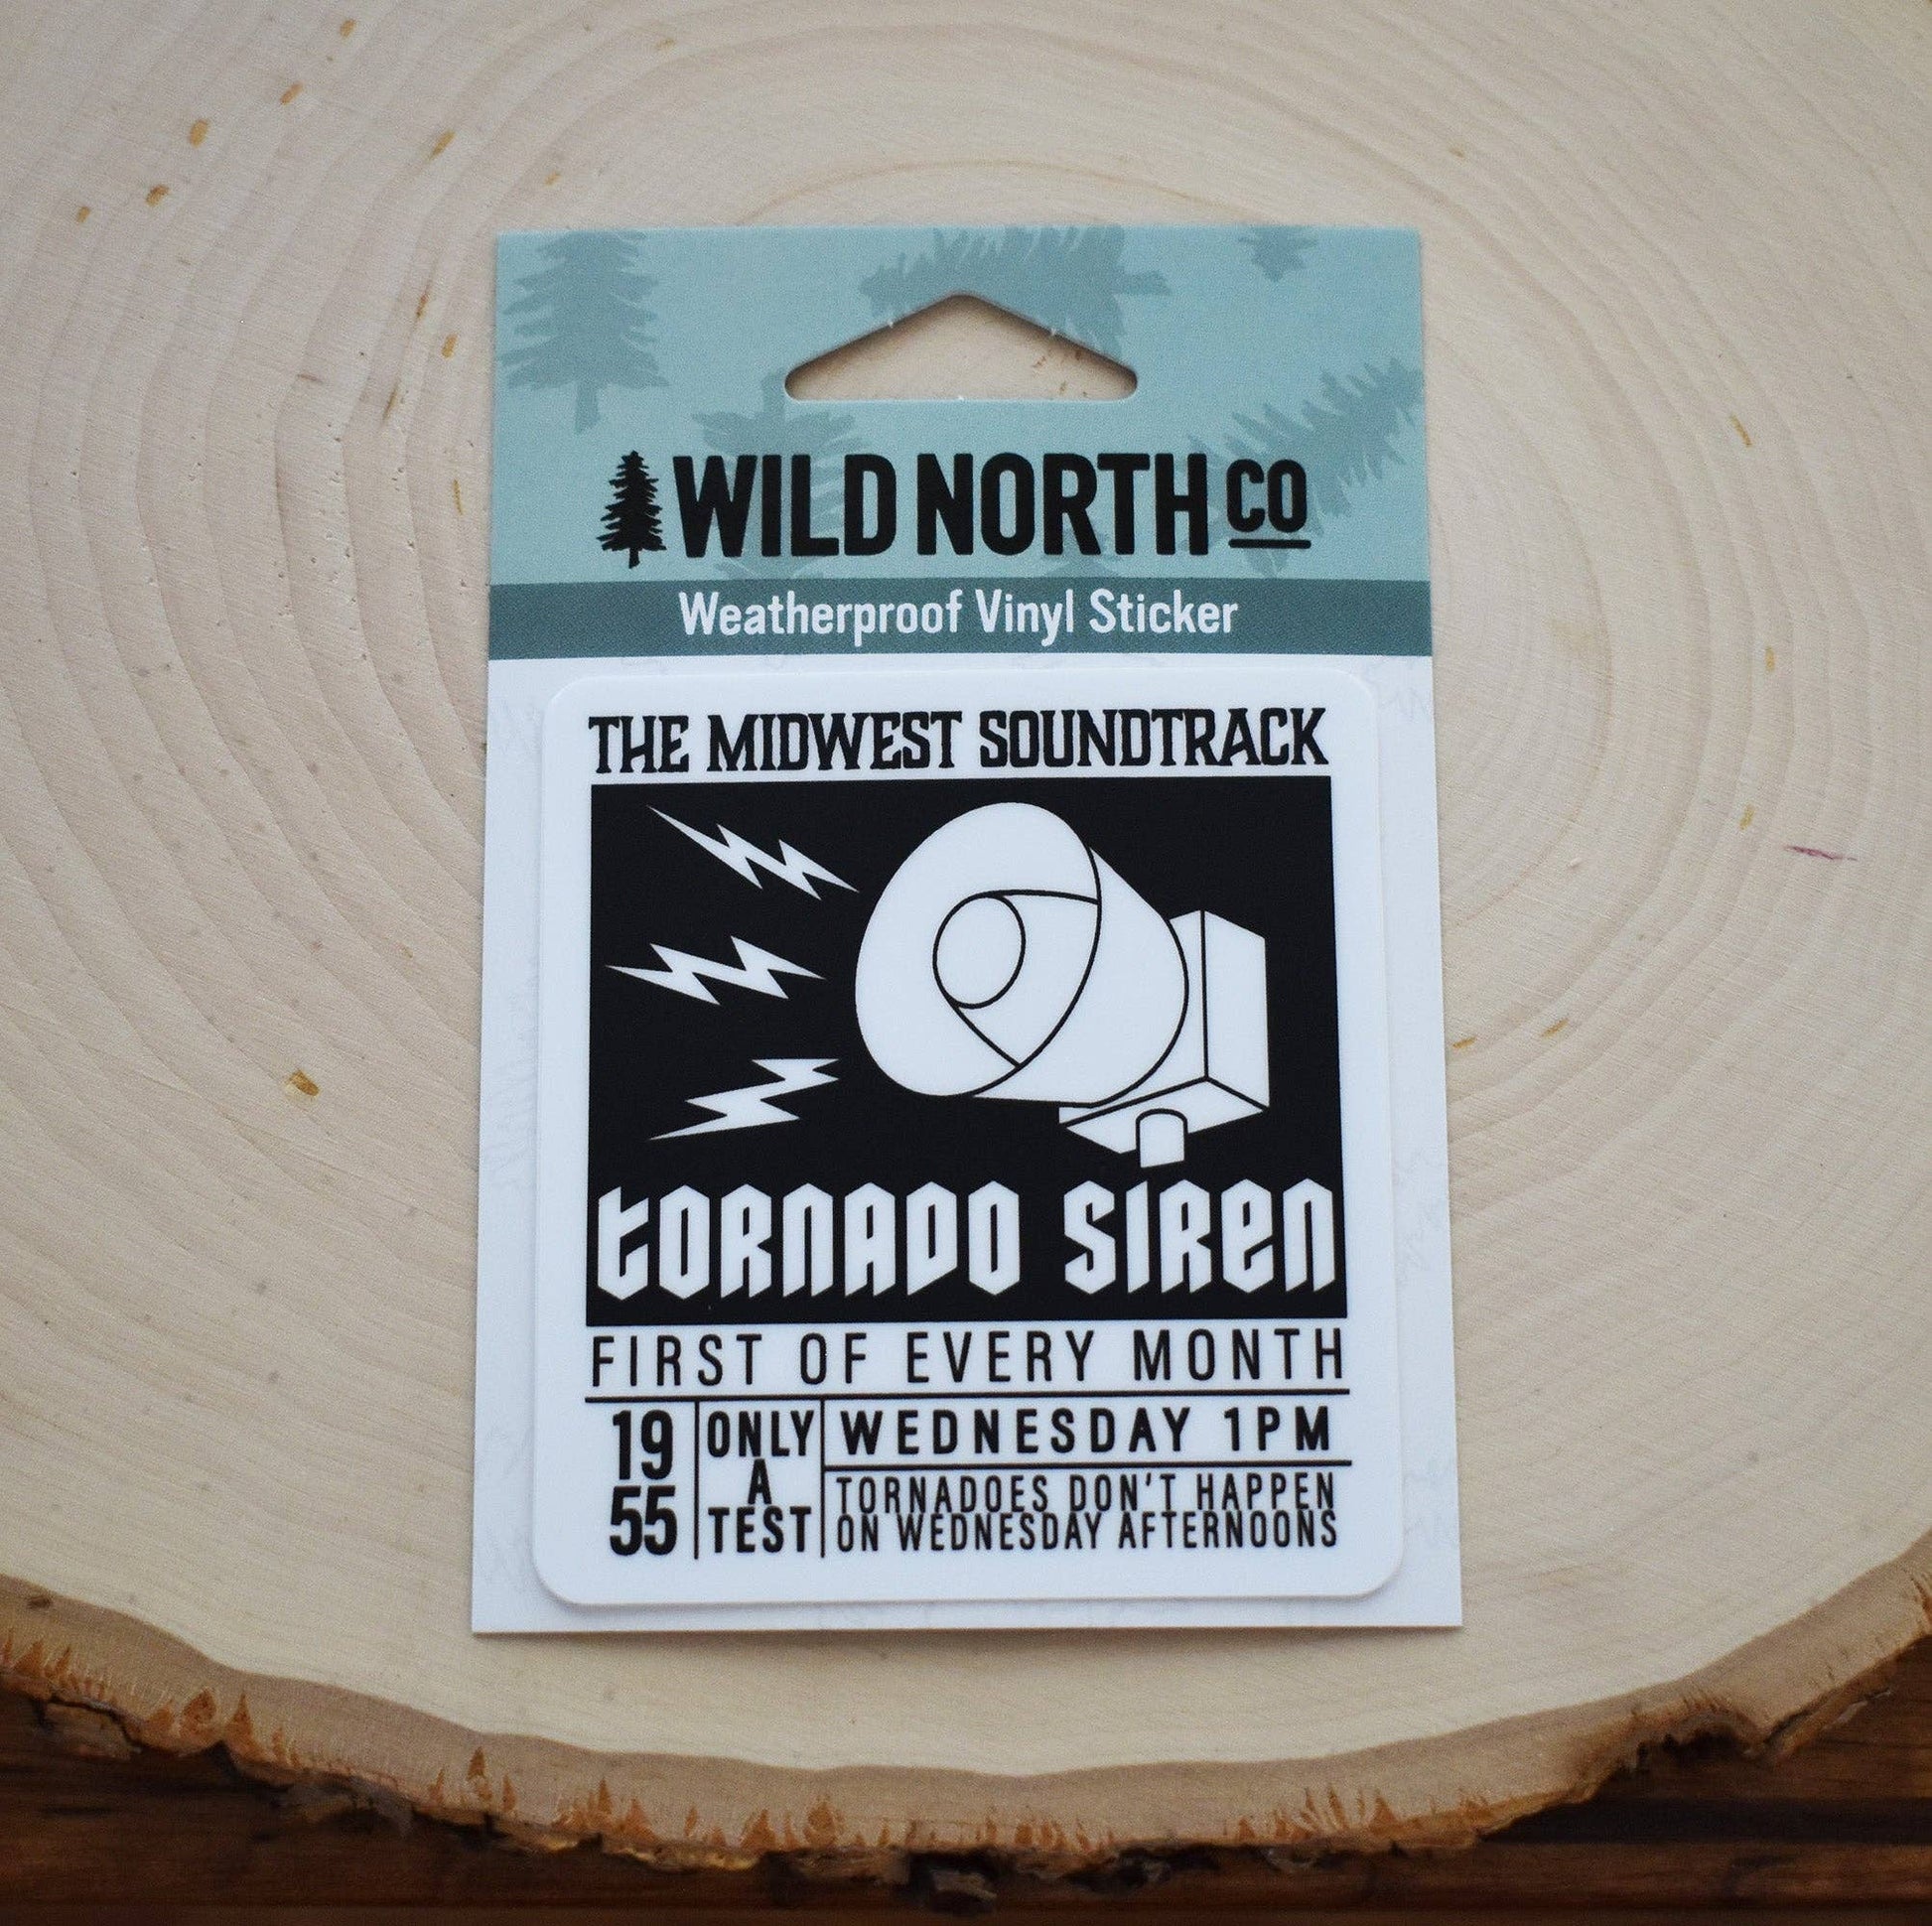 WILD NORTH CO
Weatherproof Vinyl Sticker
THE MIDWEST SOUNDTRACK
tORNADO SiReN
FIRST OF EVERY MONTH
19
55
ONLY
A
TEST
WEDNESDAY 1PM
TORNADOES DON'T HAPPEN
ON WEDNESDAY AFTERNOONS